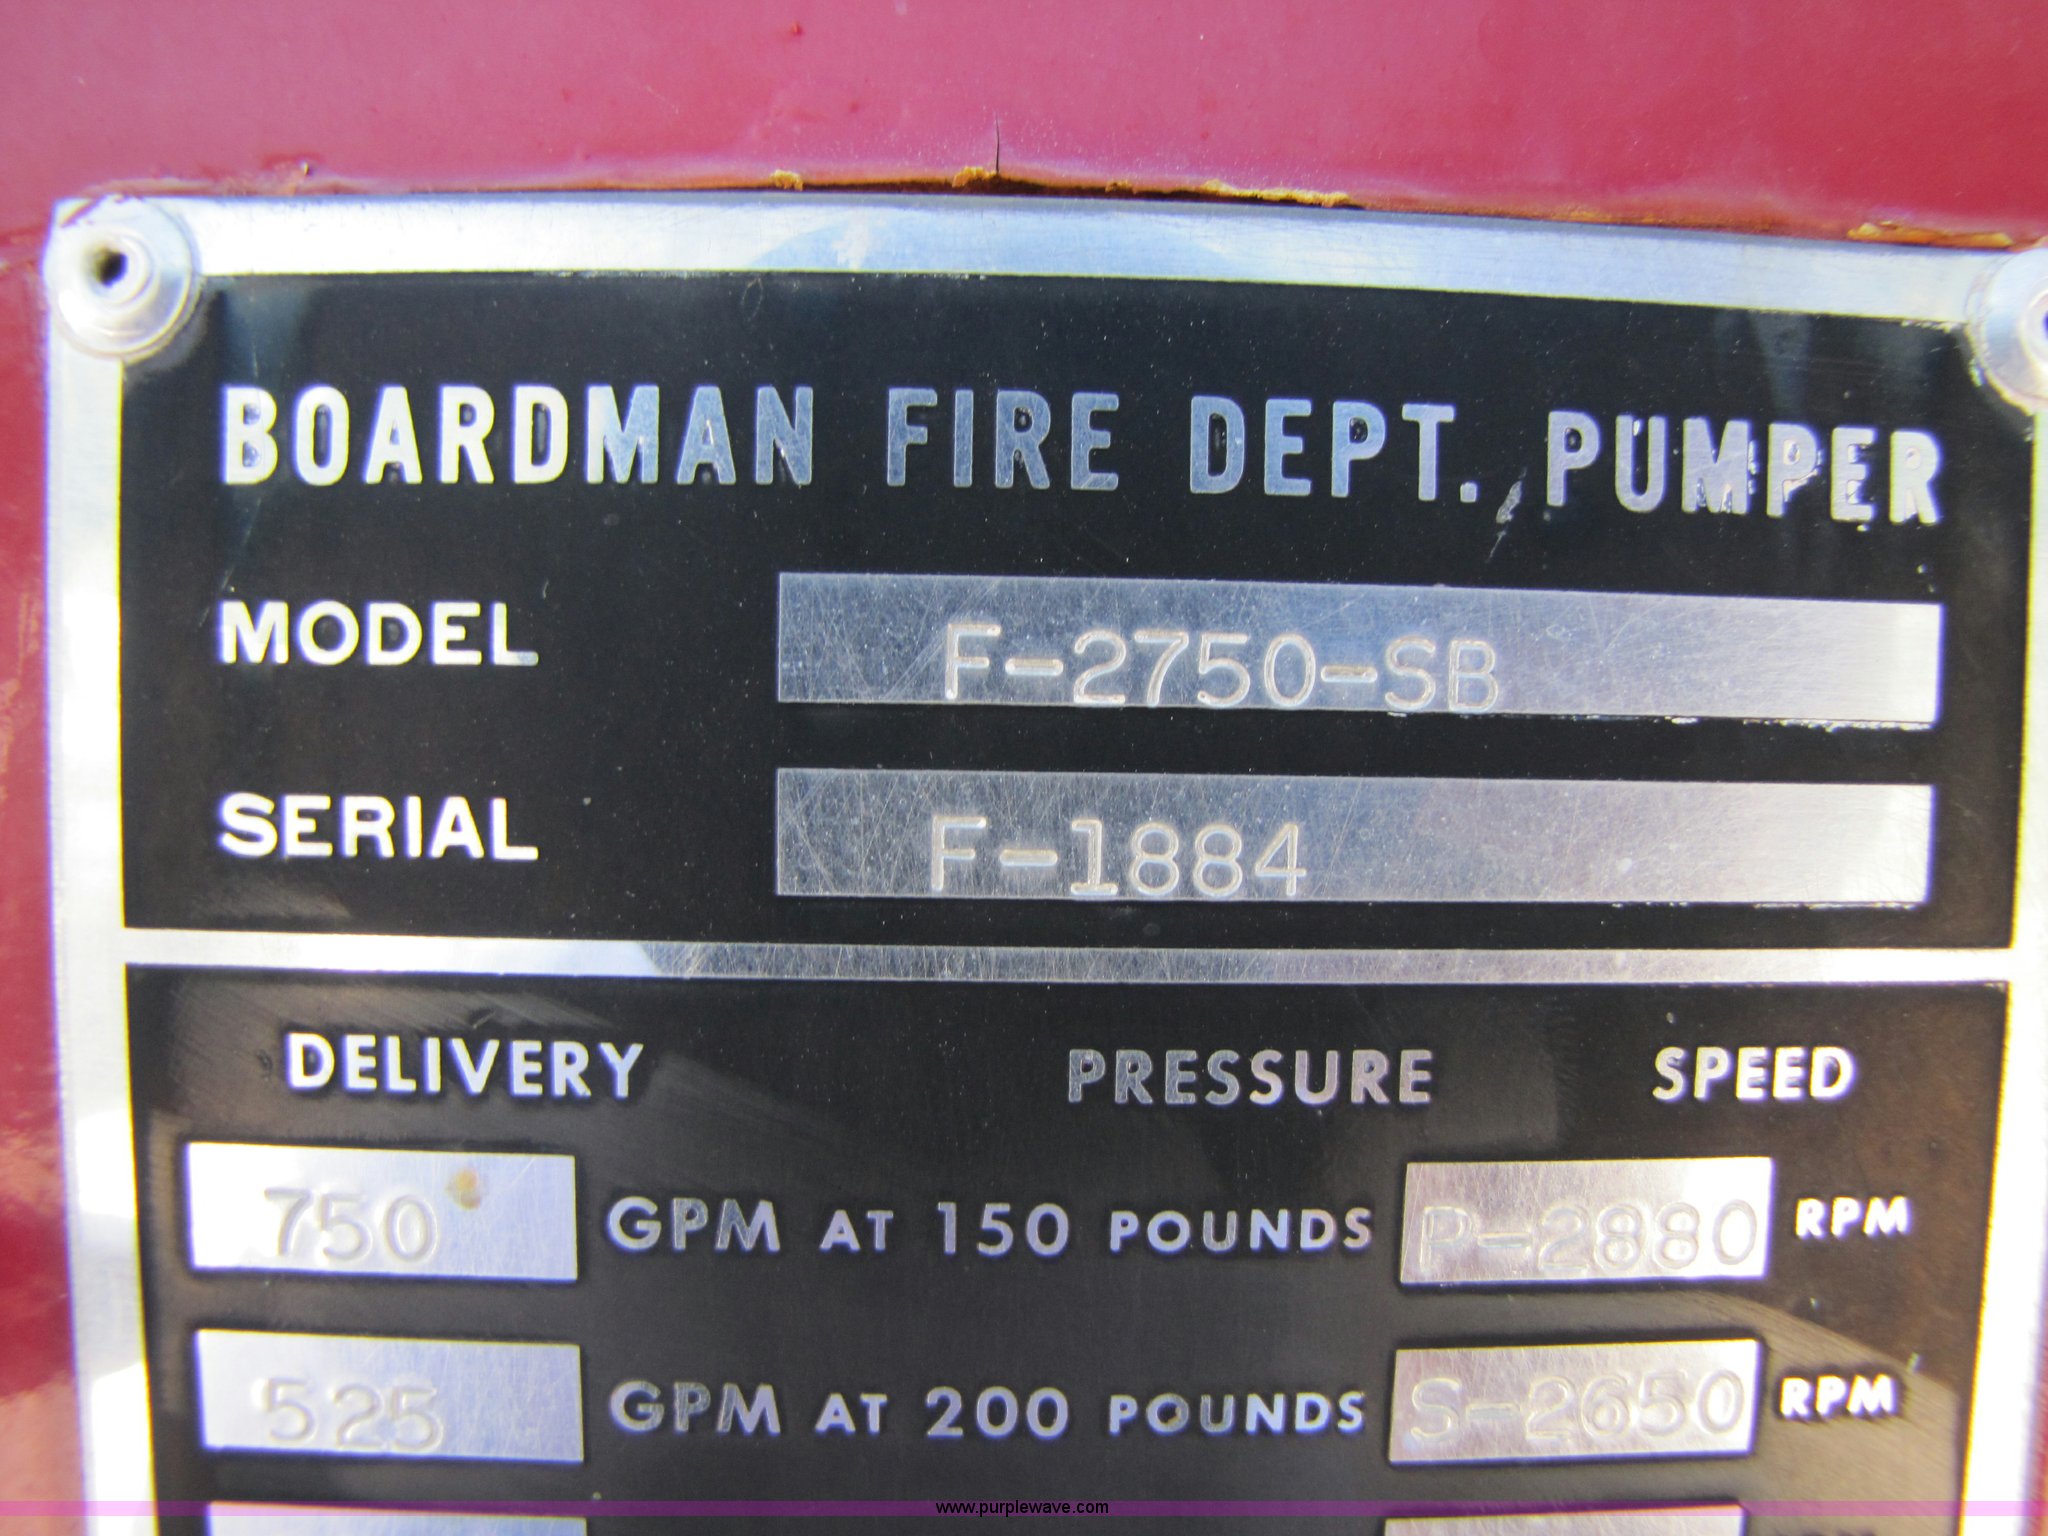 BOARDMAN FIRE DEPT. PUMPER
MODEL F-2750-SB
SERIAL F-1884
DELIVERY PRESSURE SPEED
750 GPM AT 150 POUNDS P-2880 RPM
525 GPM AT 200 POUNDS S-2650 RPM
www.purplewave.com